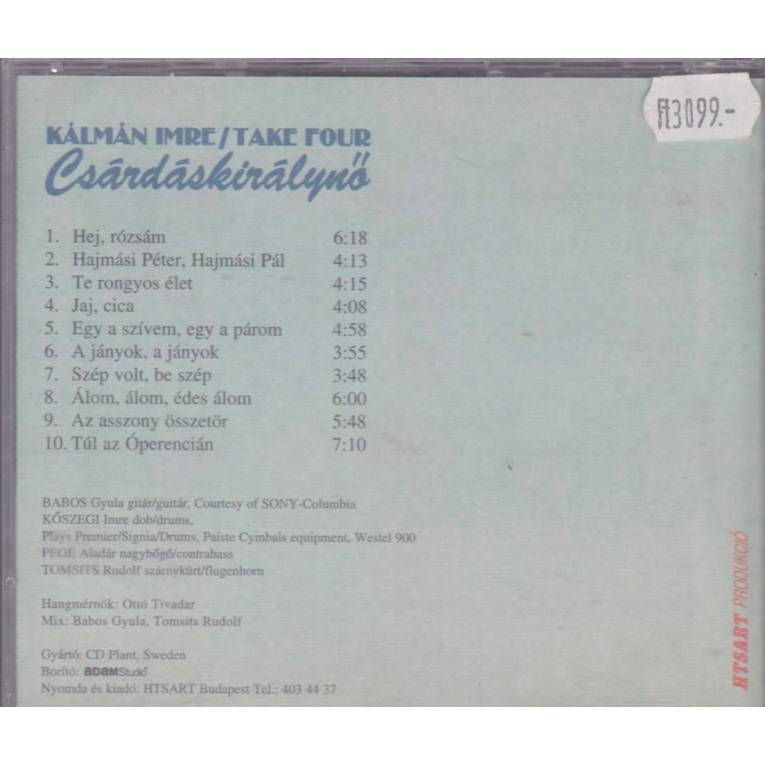 Ft3099.-
KÁLMÁN IMRE/TAKE FOUR
Csárdáskirálynő
1. Hej, rózsám 6:18
2. Hajmási Péter, Hajmási Pál 4:13
3. Te rongyos élet 4:15
4. Jaj, cica 4:08
5. Egy a szívem, egy a párom 4:58
6. A jányok, a jányok 3:55
7. Szép volt, be szép 3:48
8. Álom, álom, édes álom 6:00
9. Az asszony összetör 5:48
10. Túl az Óperencián 7:10
BABOS Gyula gitár/guitár, Courtesy of SONY-Columbia
KŐSZEGI Imre dob/drums,
Plays Premier/Signia/Drums, Paiste Cymbals equipment, Westel 900
PEGE Aladár nagybőgő/contrabass
TOMSITS Rudolf szárnykürt/flugenhorn
Hangmérnök: Ottó Tivadar
Mix: Babos Gyula, Tomsits Rudolf
Gyártó: CD Plant, Sweden
Borító: BDBM Studio
Nyomda és kiadó: HTSART Budapest Tel.: 403 44 37
HTSART PRODUKCIÓ